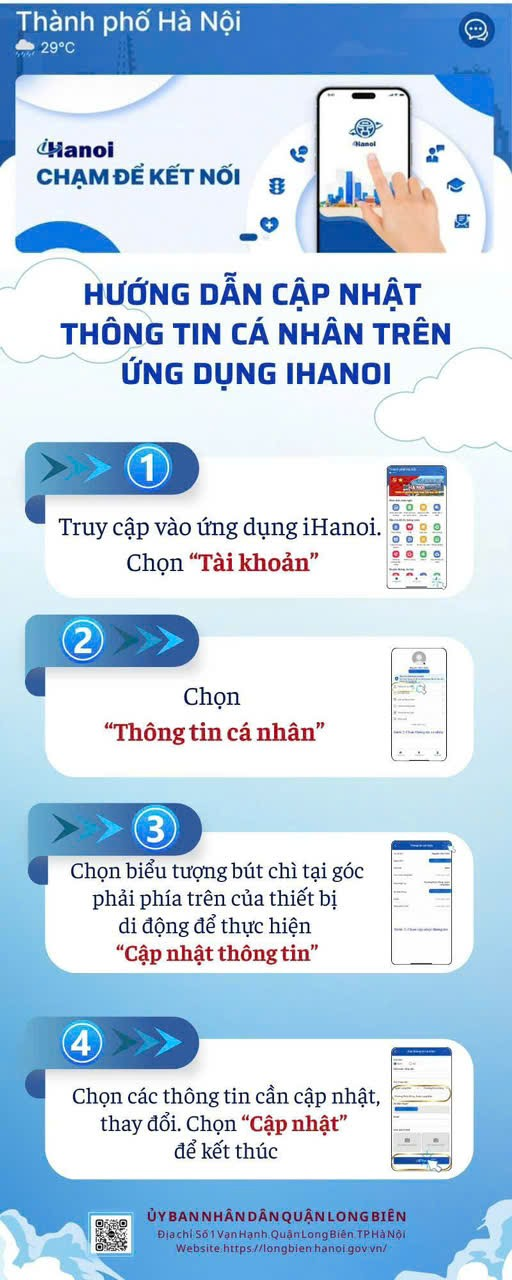 Thành phố Hà Nội
29°C
iHanoi
CHẠM ĐỂ KẾT NỐI
iHanoi
HƯỚNG DẪN CẬP NHẬT
THÔNG TIN CÁ NHÂN TRÊN
ỨNG DỤNG IHANOI
1
Truy cập vào ứng dụng iHanoi.
Chọn “Tài khoản”
2
Chọn
“Thông tin cá nhân”
3
Chọn biểu tượng bút chì tại góc
phải phía trên của thiết bị
di động để thực hiện
“Cập nhật thông tin”
4
Chọn các thông tin cần cập nhật,
thay đổi. Chọn “Cập nhật”
để kết thúc
ỦY BAN NHÂN DÂN QUẬN LONG BIÊN
Địa chỉ Số 1 Vạn Hạnh, Quận Long Biên, TP Hà Nội
Website: https://longbien.hanoi.gov.vn/